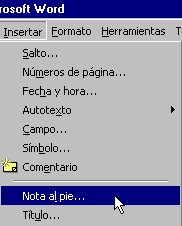 rosoft Word
Insertar Formato Herramientas T
Salto...
Números de página...
Fecha y hora...
Autotexto
Campo...
Símbolo...
Comentario
Nota al pie...
Título...